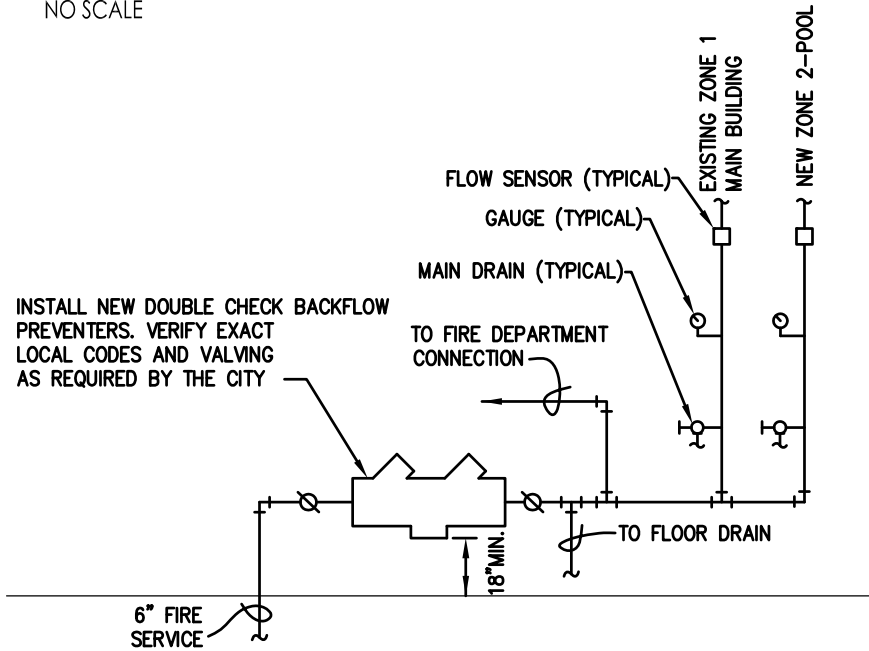 NO SCALE
EXISTING ZONE 1
MAIN BUILDING
NEW ZONE 2-POOL
FLOW SENSOR (TYPICAL)
GAUGE (TYPICAL)
MAIN DRAIN (TYPICAL)
INSTALL NEW DOUBLE CHECK BACKFLOW
PREVENTERS. VERIFY EXACT
LOCAL CODES AND VALVING
AS REQUIRED BY THE CITY
TO FIRE DEPARTMENT
CONNECTION
TO FLOOR DRAIN
18"MIN.
6" FIRE
SERVICE